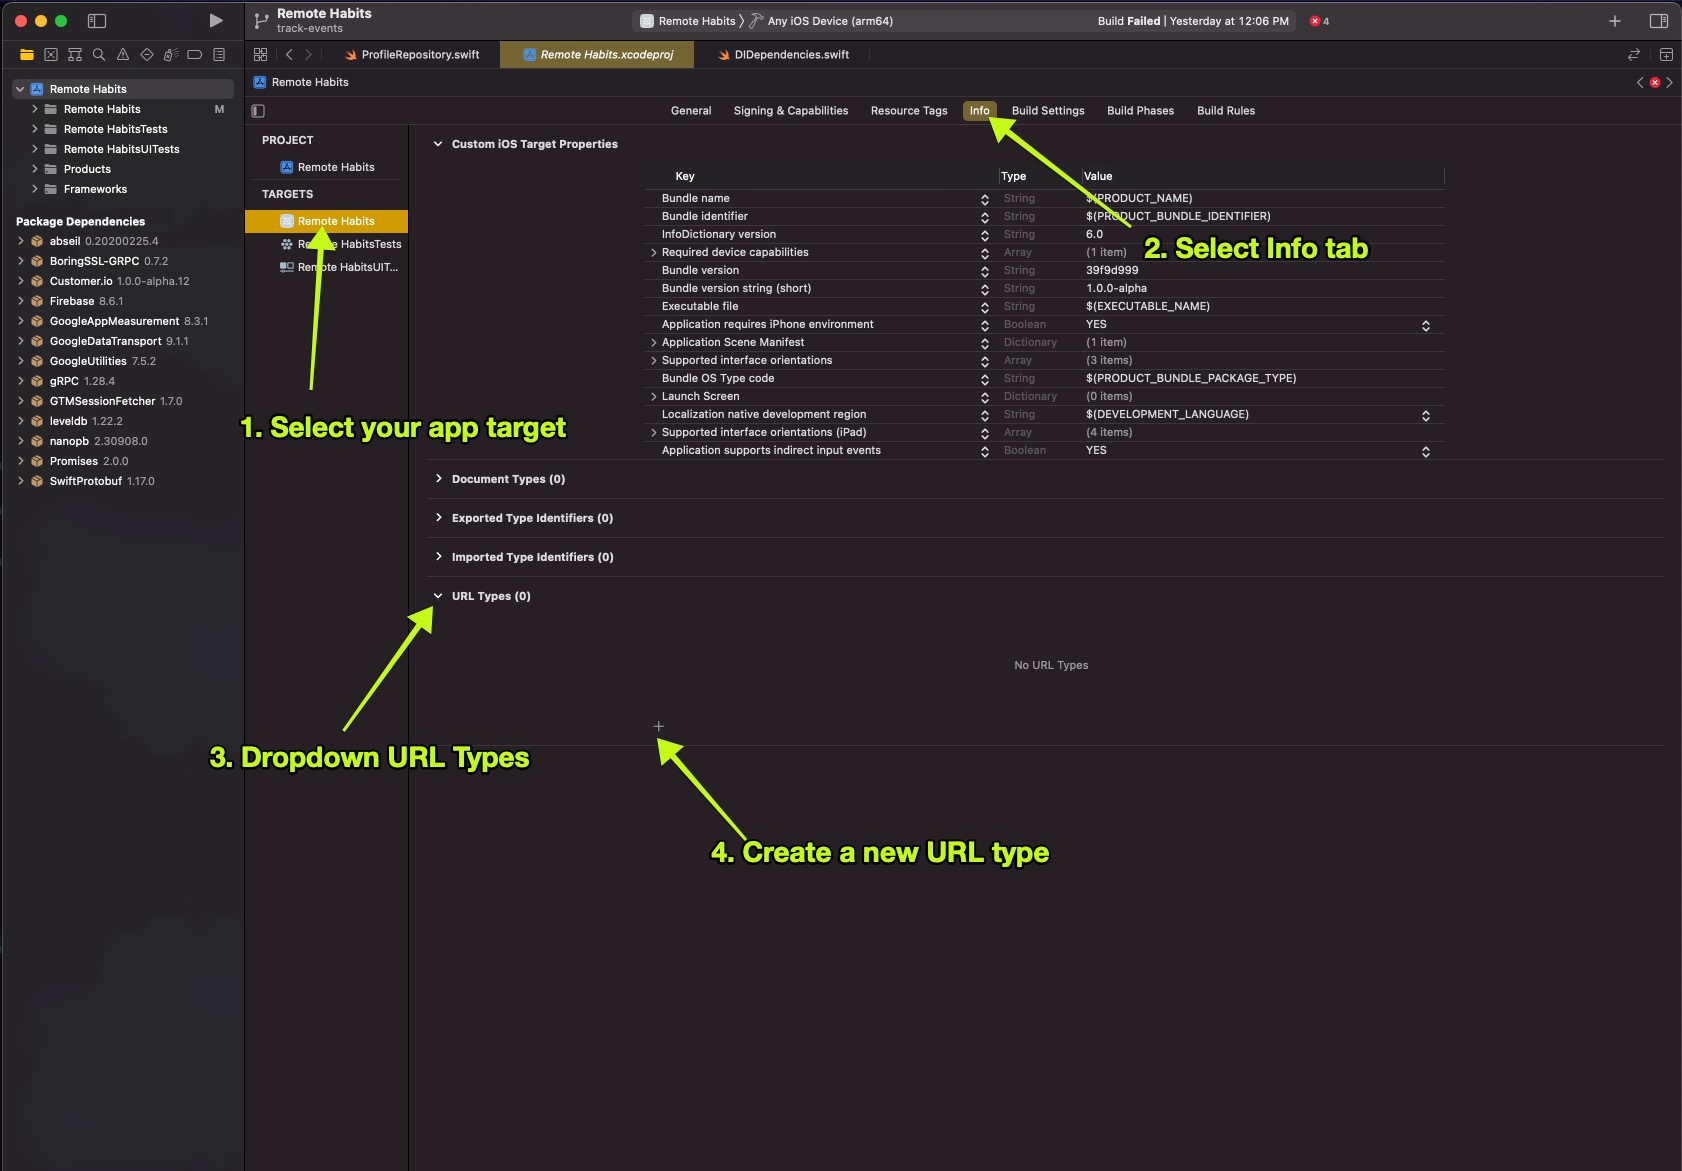 Remote Habits
track-events
Remote Habits
Any iOS Device (arm64)
Build Failed | Yesterday at 12:06 PM
4
ProfileRepository.swift
Remote Habits.xcodeproj
DIDependencies.swift
Remote Habits
Remote Habits
Remote Habits M
Remote HabitsTests
Remote HabitsUITests
Products
Frameworks
Package Dependencies
abseil 0.20200225.4
BoringSSL-GRPC 0.7.2
Customer.io 1.0.0-alpha.12
Firebase 8.6.1
GoogleAppMeasurement 8.3.1
GoogleDataTransport 9.1.1
GoogleUtilities 7.5.2
gRPC 1.28.4
GTMSessionFetcher 1.7.0
leveldb 1.22.2
nanopb 2.30908.0
Promises 2.0.0
SwiftProtobuf 1.17.0
General Signing & Capabilities Resource Tags Info Build Settings Build Phases Build Rules
PROJECT
Remote Habits
TARGETS
Remote Habits
Remote HabitsTests
Remote HabitsUIT...
Custom iOS Target Properties
Key Type Value
Bundle name String $(PRODUCT_NAME)
Bundle identifier String $(PRODUCT_BUNDLE_IDENTIFIER)
InfoDictionary version String 6.0
Required device capabilities Array (1 item)
Bundle version String 39f9d999
Bundle version string (short) String 1.0.0-alpha
Executable file String $(EXECUTABLE_NAME)
Application requires iPhone environment Boolean YES
Application Scene Manifest Dictionary (1 item)
Supported interface orientations Array (3 items)
Bundle OS Type code String $(PRODUCT_BUNDLE_PACKAGE_TYPE)
Launch Screen Dictionary (0 items)
Localization native development region String $(DEVELOPMENT_LANGUAGE)
Supported interface orientations (iPad) Array (4 items)
Application supports indirect input events Boolean YES
Document Types (0)
Exported Type Identifiers (0)
Imported Type Identifiers (0)
URL Types (0)
No URL Types
1. Select your app target
2. Select Info tab
3. Dropdown URL Types
4. Create a new URL type